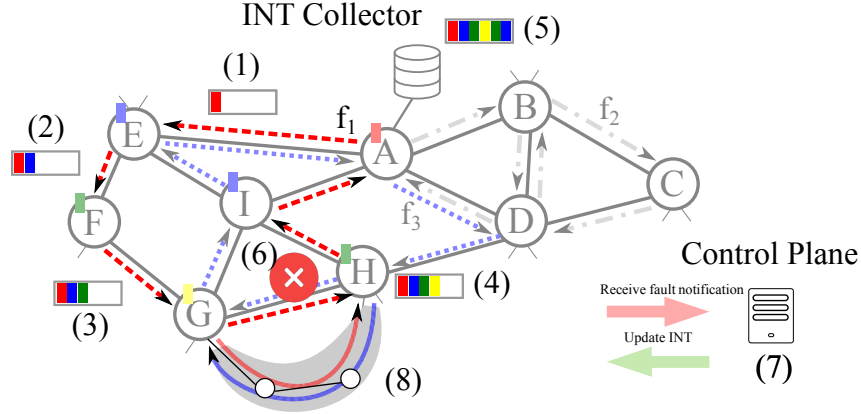 INT Collector
(5)
(1)
B
f₁
f₂
(2)
E
A
C
I
f₃
D
F
(6)
H
Control Plane
(3)
G
(4)
Receive fault notification
Update INT
(7)
(8)